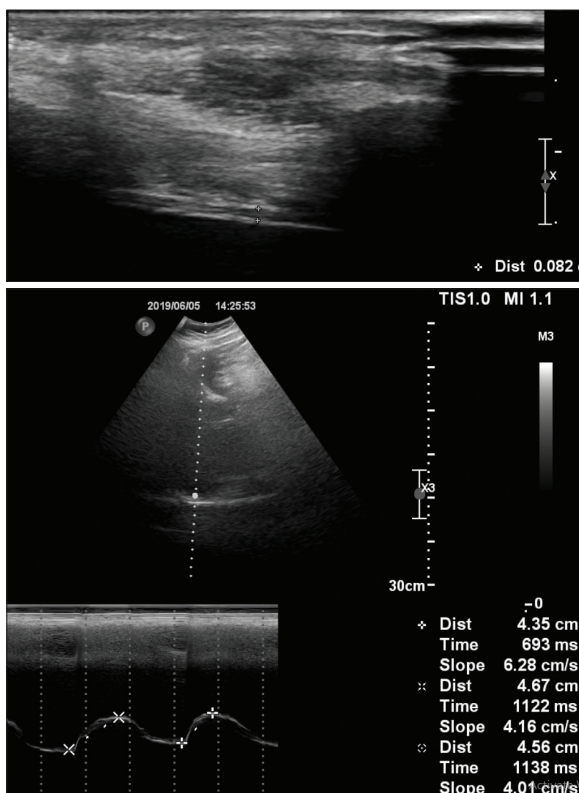 X
Dist 0.082
2019/06/05 14:25:53
TIS1.0 MI 1.1
P
M3
X3
30cm
0
Dist 4.35 cm
Time 693 ms
Slope 6.28 cm/s
Dist 4.67 cm
Time 1122 ms
Slope 4.16 cm/s
Dist 4.56 cm
Time 1138 ms
Slope 4.01 cm/s